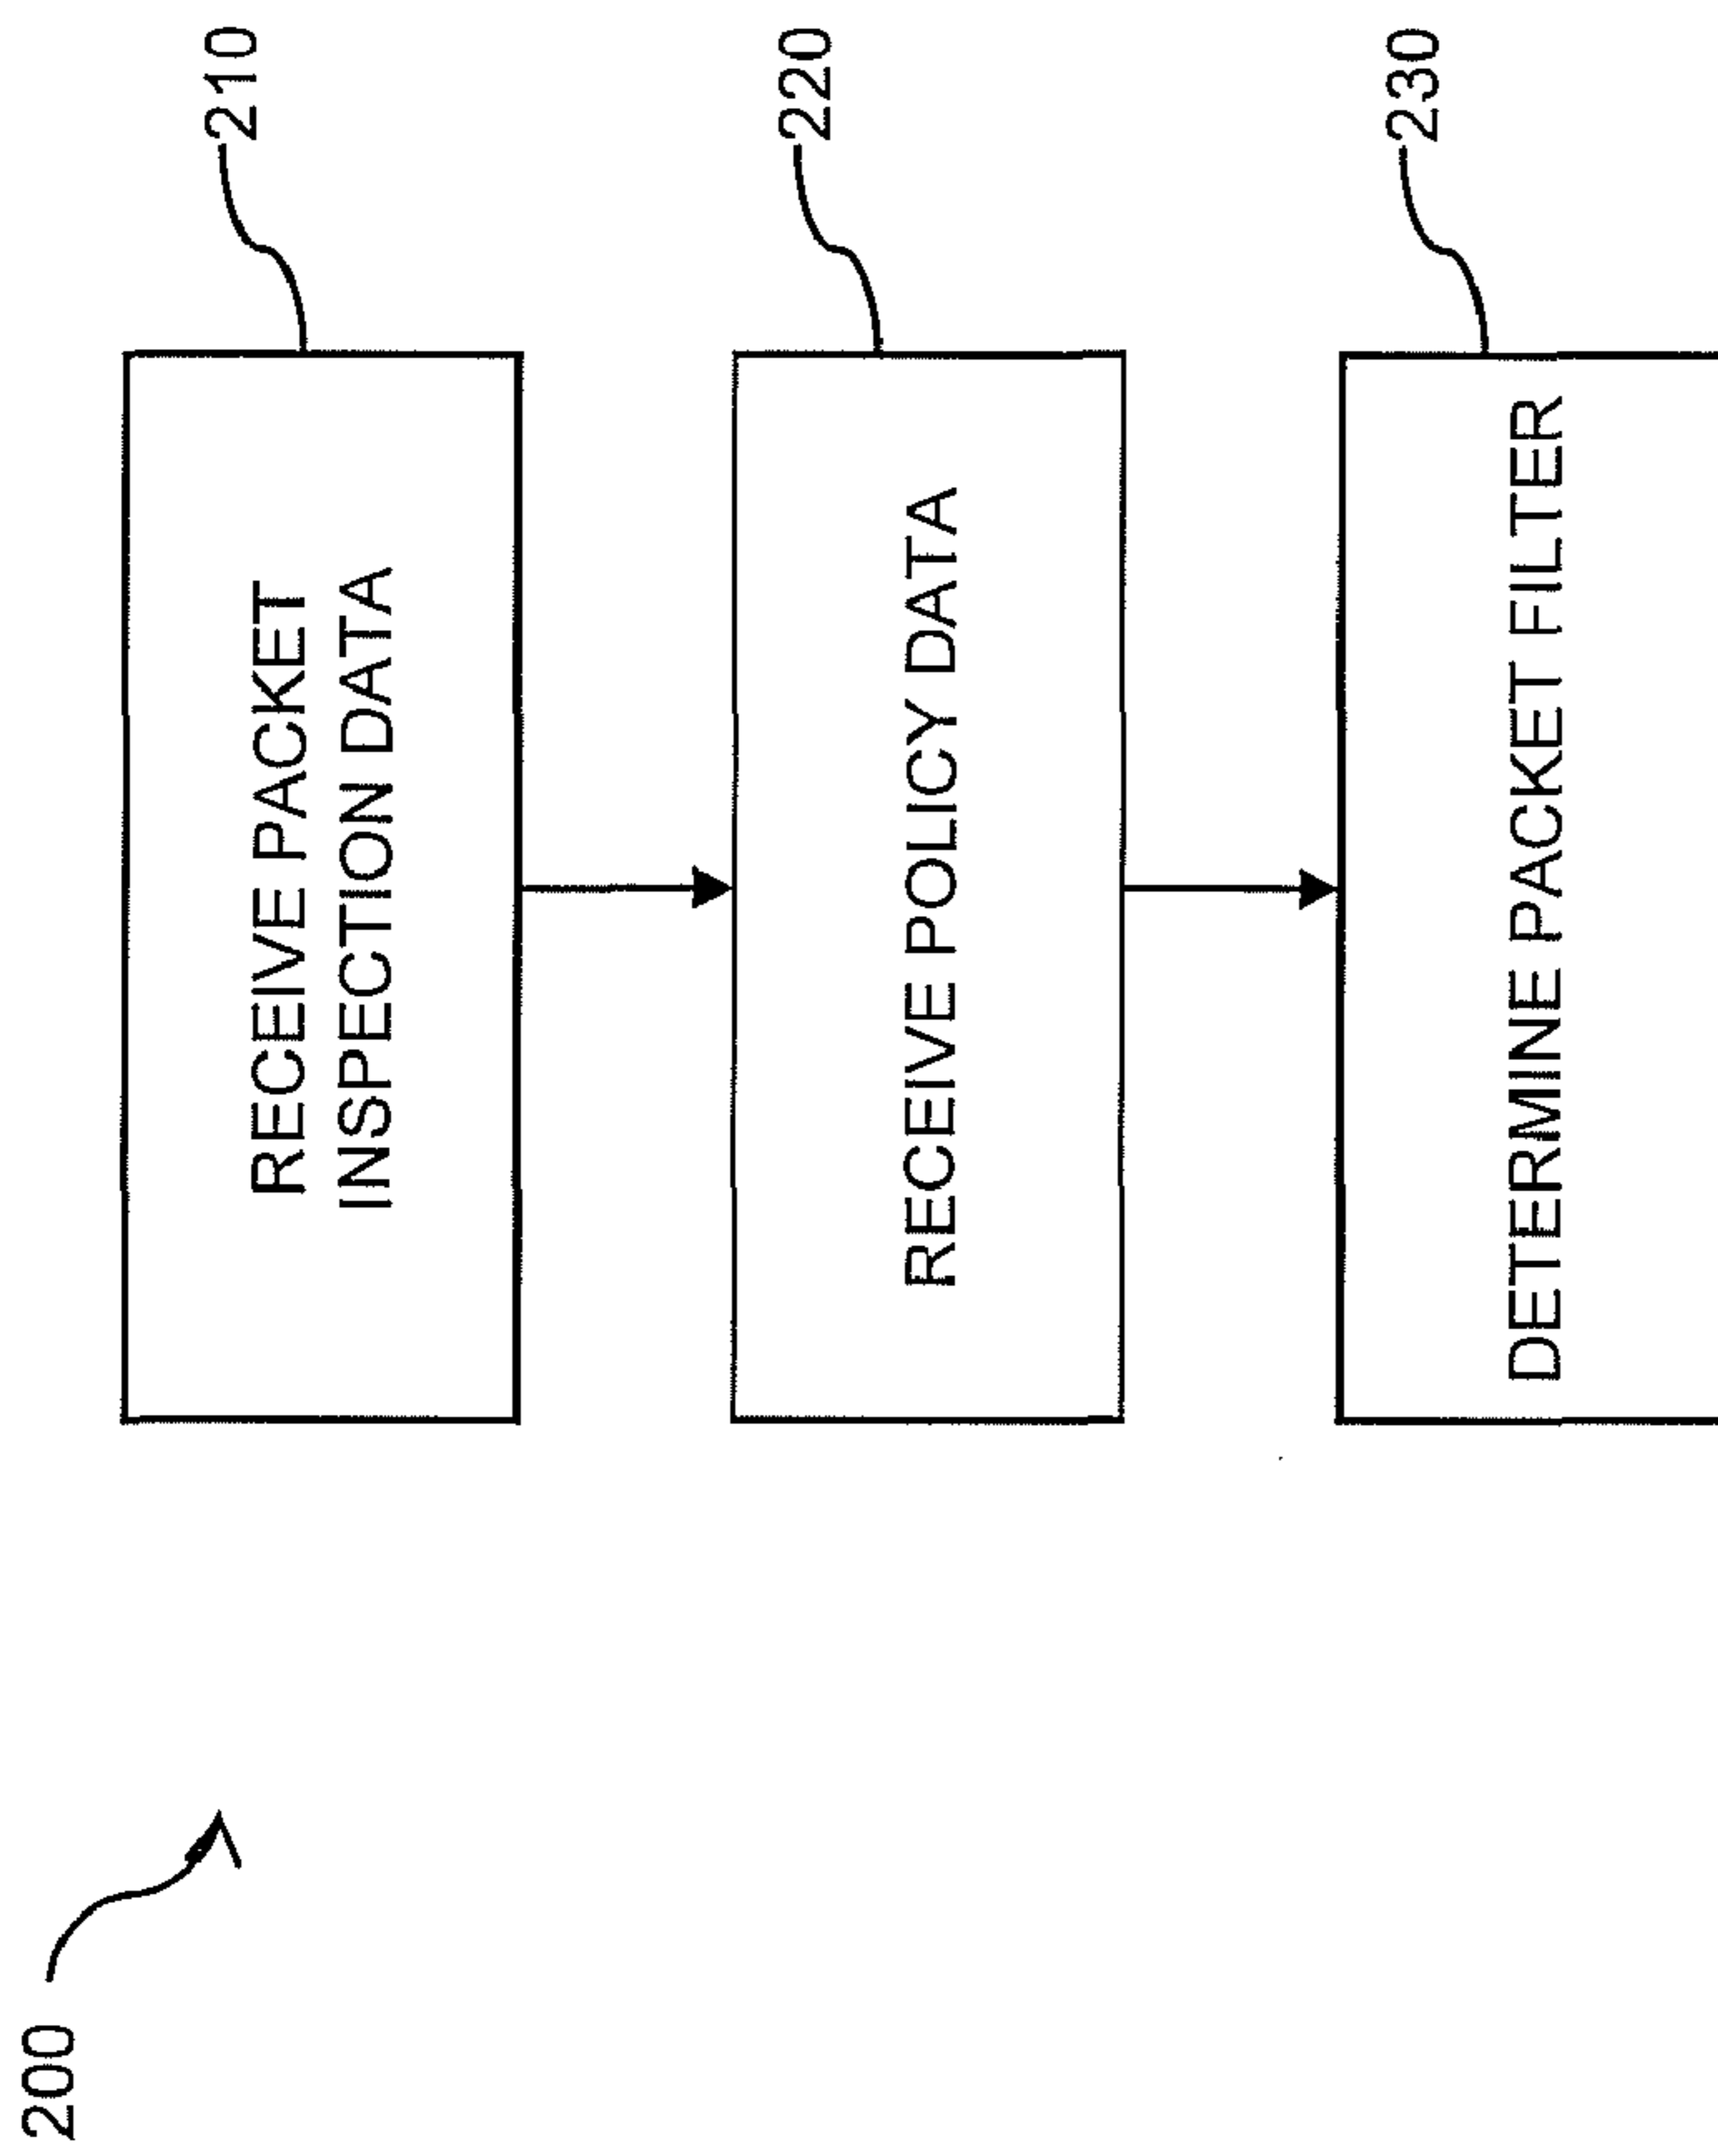 200
RECEIVE PACKET
INSPECTION DATA
210
RECEIVE POLICY DATA
220
DETERMINE PACKET FILTER
230